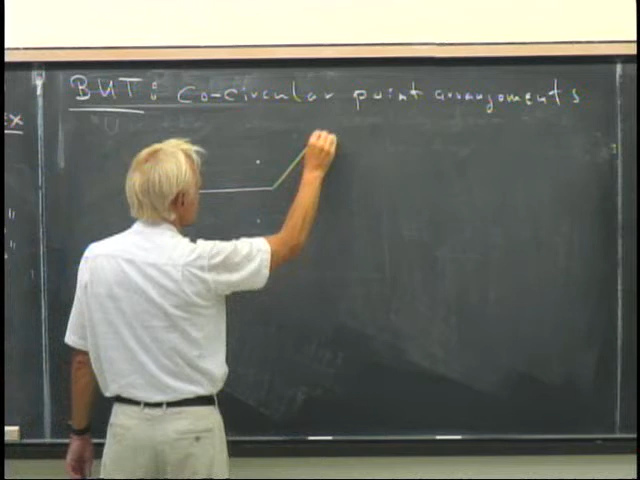 x
"
"
BUT: Co-circular point arrangements